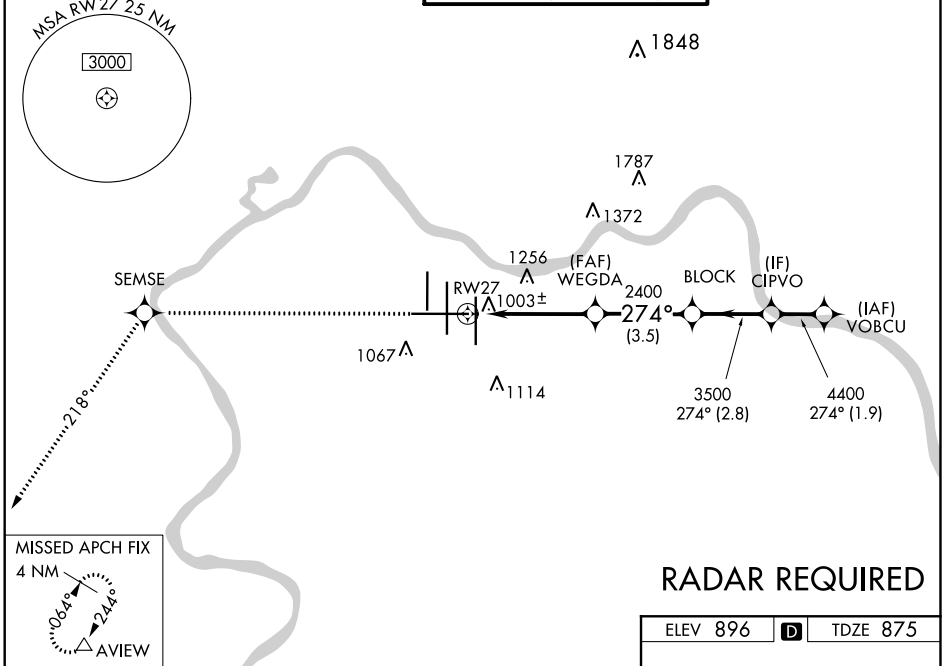 MSA RW27 25 NM
3000
1848
1787
1372
1256
(FAF)
WEGDA
BLOCK
(IF)
CIPVO
(IAF)
VOBCU
SEMSE
RW27
1003±
2400
274°
(3.5)
1067
1114
3500
274° (2.8)
4400
274° (1.9)
218°
MISSED APCH FIX
4 NM
064°
244°
AVIEW
RADAR REQUIRED
ELEV 896 D TDZE 875